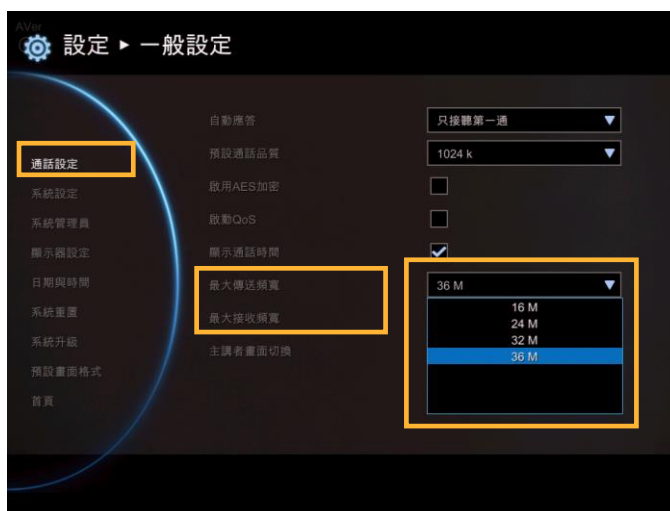 AVer
設定 ▸ 一般設定
自動應答
只接聽第一通
通話設定
預設通話品質
1024 k
系統設定
啟用AES加密
系統管理員
啟動QoS
顯示器設定
顯示通話時間
日期與時間
最大傳送頻寬
36 M
16 M
24 M
32 M
36 M
系統重置
最大接收頻寬
系統升級
主講者畫面切換
預設畫面格式
首頁